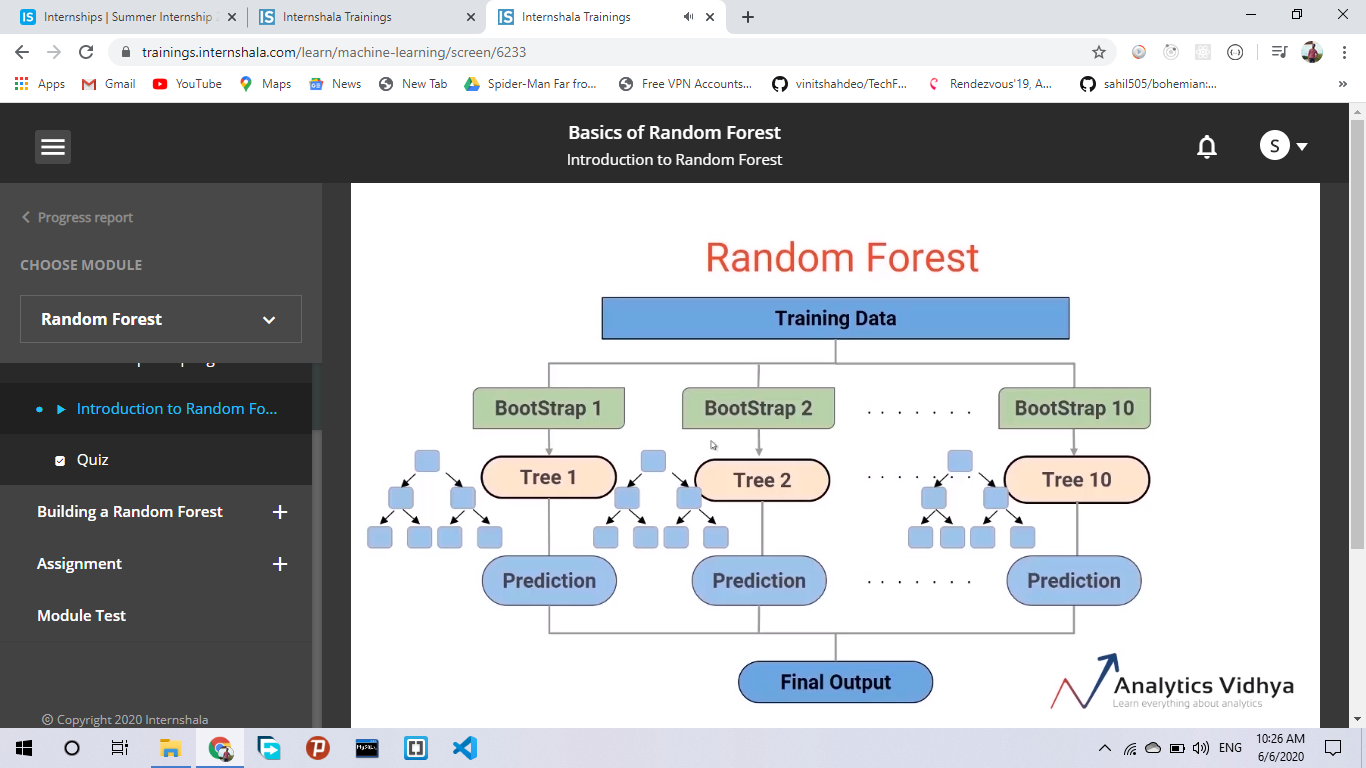 Internships | Summer Internship
Internshala Trainings
Internshala Trainings
trainings.internshala.com/learn/machine-learning/screen/6233
Apps
Gmail
YouTube
Maps
News
New Tab
Spider-Man Far fro...
Free VPN Accounts...
vinitshahdeo/TechF...
Rendezvous'19, A...
sahil505/bohemian:...
Basics of Random Forest
Introduction to Random Forest
S
Progress report
CHOOSE MODULE
Random Forest
Introduction to Random Fo...
Quiz
Building a Random Forest
Assignment
Module Test
© Copyright 2020 Internshala
Random Forest
Training Data
BootStrap 1
BootStrap 2
BootStrap 10
Tree 1
Tree 2
Tree 10
Prediction
Prediction
Prediction
Final Output
Analytics Vidhya
Learn everything about analytics
ENG
10:26 AM
6/6/2020